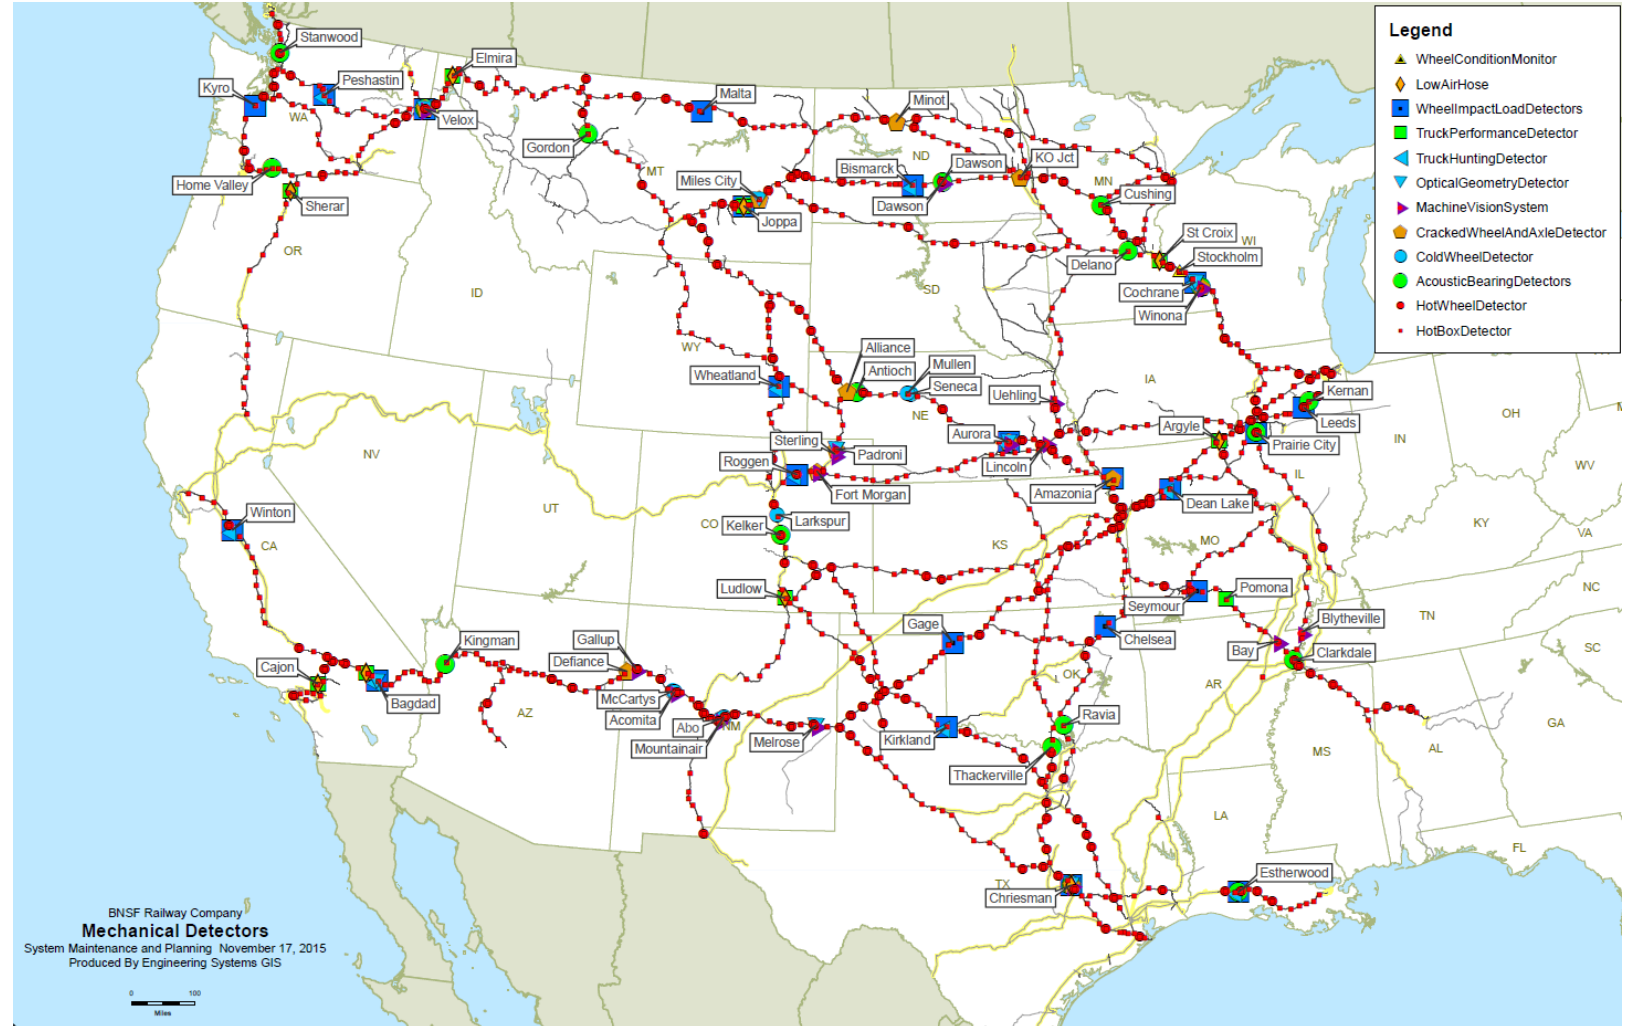 Legend
WheelConditionMonitor
LowAirHose
WheelImpactLoadDetectors
TruckPerformanceDetector
TruckHuntingDetector
OpticalGeometryDetector
MachineVisionSystem
CrackedWheelAndAxleDetector
ColdWheelDetector
AcousticBearingDetectors
HotWheelDetector
HotBoxDetector
Stanwood
Elmira
Peshastin
Kyro
Malta
Minot
WA
Velox
Gordon
ND
Dawson
KO Jct
Bismarck
MT
Miles City
MN
Home Valley
Cushing
Dawson
Sherar
Joppa
St Croix
WI
OR
Stockholm
Delano
SD
ID
Cochrane
Winona
WY
Alliance
Mullen
Antioch
Wheatland
IA
Seneca
Kernan
Uehling
NE
OH
Leeds
Argyle
Aurora
Sterling
IN
Prairie City
NV
Padroni
Roggen
Lincoln
WV
IL
Fort Morgan
Amazonia
Dean Lake
UT
Winton
Larkspur
CO
Kelker
KY
VA
CA
KS
MO
Ludlow
NC
Pomona
Seymour
TN
Blytheville
Gage
Chelsea
Kingman
Gallup
SC
Bay
Clarkdale
Defiance
Cajon
OK
AR
McCartys
Bagdad
AZ
Acomita
Ravia
GA
Abo
NM
Melrose
Kirkland
Mountainair
MS
AL
Thackerville
LA
FL
Estherwood
TX
Chriesman
BNSF Railway Company
Mechanical Detectors
System Maintenance and Planning November 17, 2015
Produced By Engineering Systems GIS
0 100
Miles